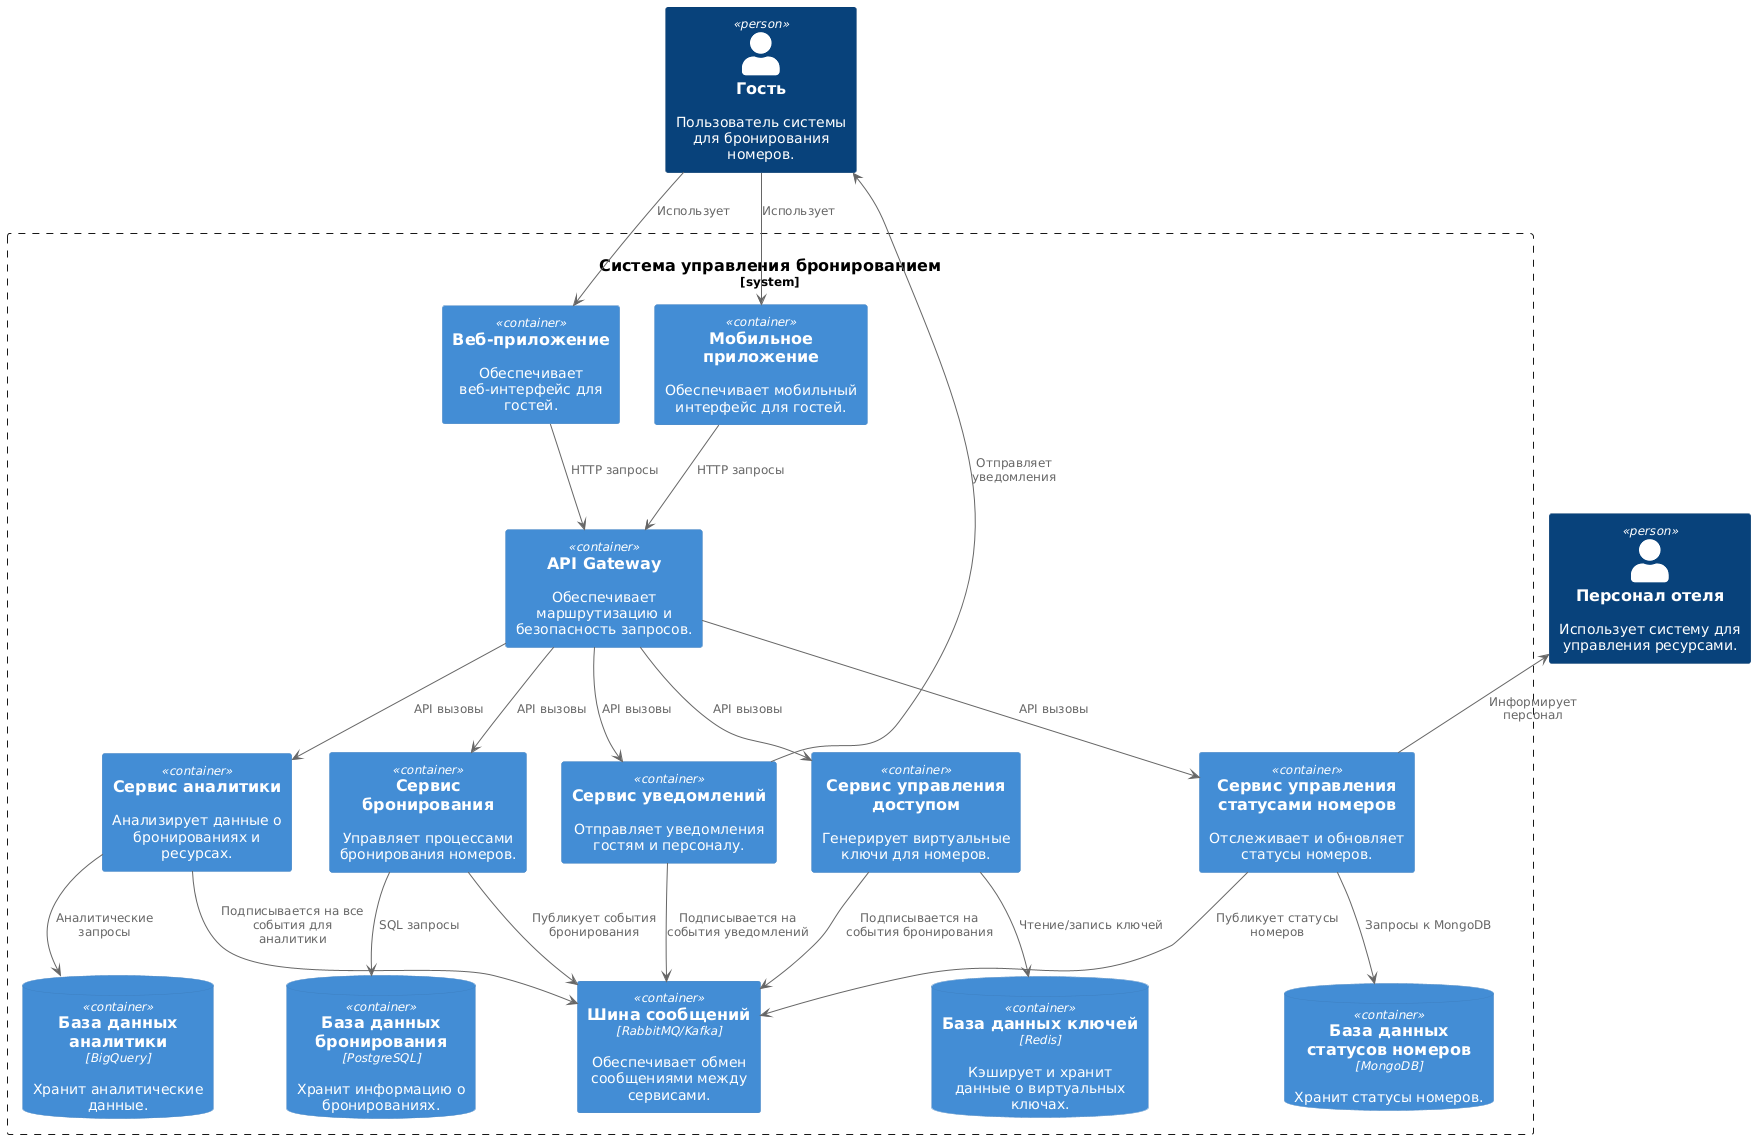 «person»
Гость
Пользователь системы
для бронирования
номеров.
Использует
Использует
Система управления бронированием
[system]
«container»
Веб-приложение
Обеспечивает
веб-интерфейс для
гостей.
«container»
Мобильное
приложение
Обеспечивает мобильный
интерфейс для гостей.
HTTP запросы
HTTP запросы
Отправляет
уведомления
«container»
API Gateway
Обеспечивает
маршрутизацию и
безопасность запросов.
«person»
Персонал отеля
Использует систему для
управления ресурсами.
API вызовы
API вызовы
API вызовы
API вызовы
API вызовы
Информирует
персонал
«container»
Сервис аналитики
Анализирует данные о
бронированиях и
ресурсах.
«container»
Сервис
бронирования
Управляет процессами
бронирования номеров.
«container»
Сервис уведомлений
Отправляет уведомления
гостям и персоналу.
«container»
Сервис управления
доступом
Генерирует виртуальные
ключи для номеров.
«container»
Сервис управления
статусами номеров
Отслеживает и обновляет
статусы номеров.
Аналитические
запросы
Подписывается на все
события для
аналитики
SQL запросы
Публикует события
бронирования
Подписывается на
события уведомлений
Подписывается на
события бронирования
Чтение/запись ключей
Публикует статусы
номеров
Запросы к MongoDB
«container»
База данных
аналитики
[BigQuery]
Хранит аналитические
данные.
«container»
База данных
бронирования
[PostgreSQL]
Хранит информацию о
бронированиях.
«container»
Шина сообщений
[RabbitMQ/Kafka]
Обеспечивает обмен
сообщениями между
сервисами.
«container»
База данных ключей
[Redis]
Кэширует и хранит
данные о виртуальных
ключах.
«container»
База данных
статусов номеров
[MongoDB]
Хранит статусы номеров.